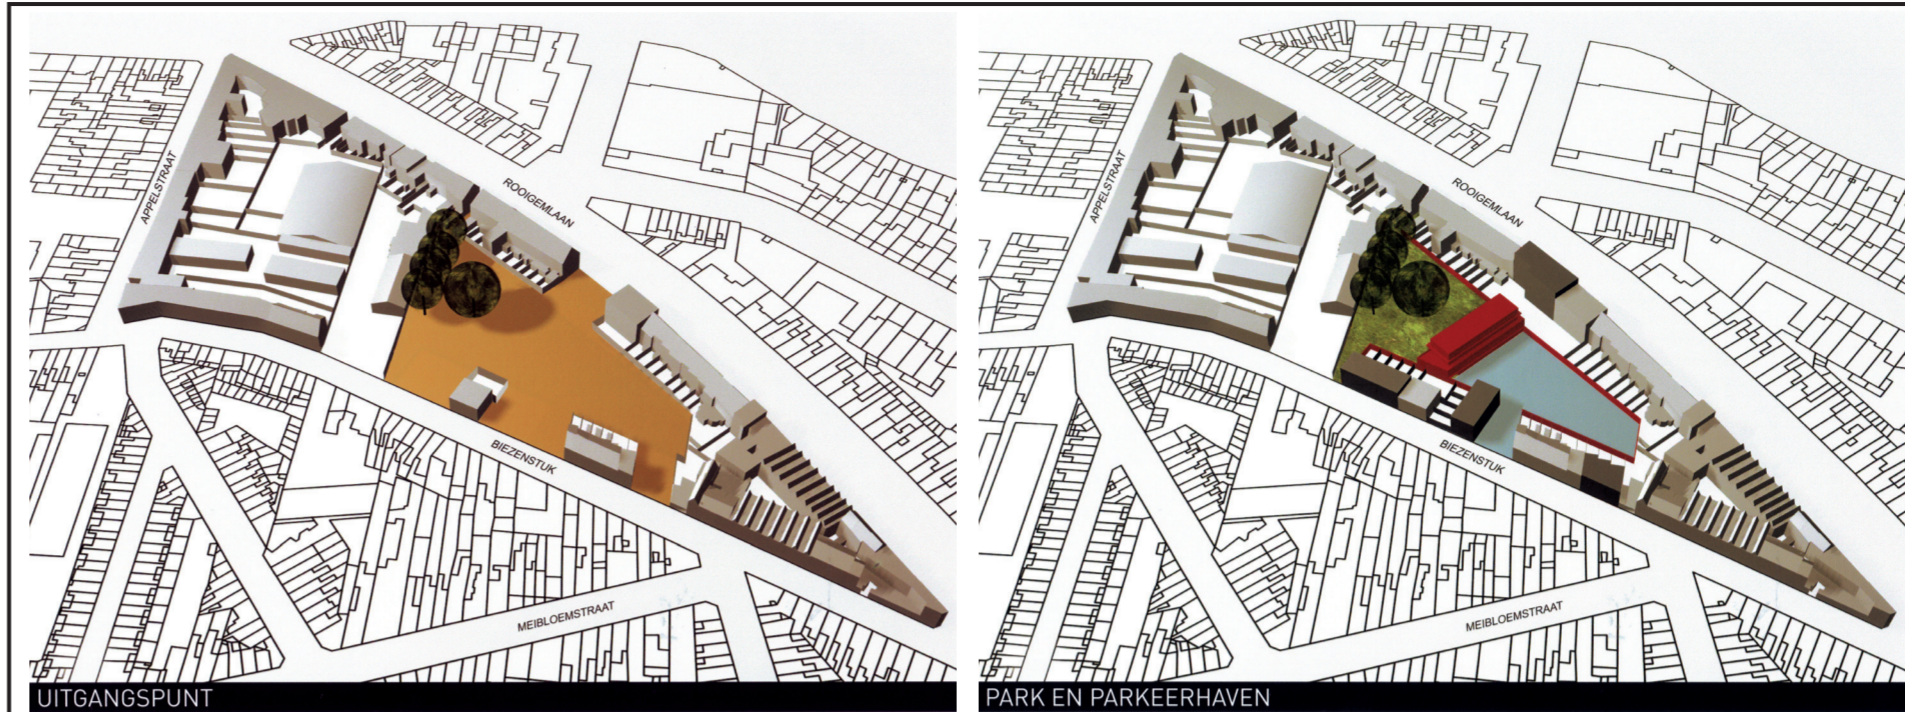 APPELSTRAAT
ROOIGEMLAAN
BIEZENSTUK
MEIBLOEMSTRAAT
UITGANGSPUNT
APPELSTRAAT
ROOIGEMLAAN
BIEZENSTUK
MEIBLOEMSTRAAT
PARK EN PARKEERHAVEN